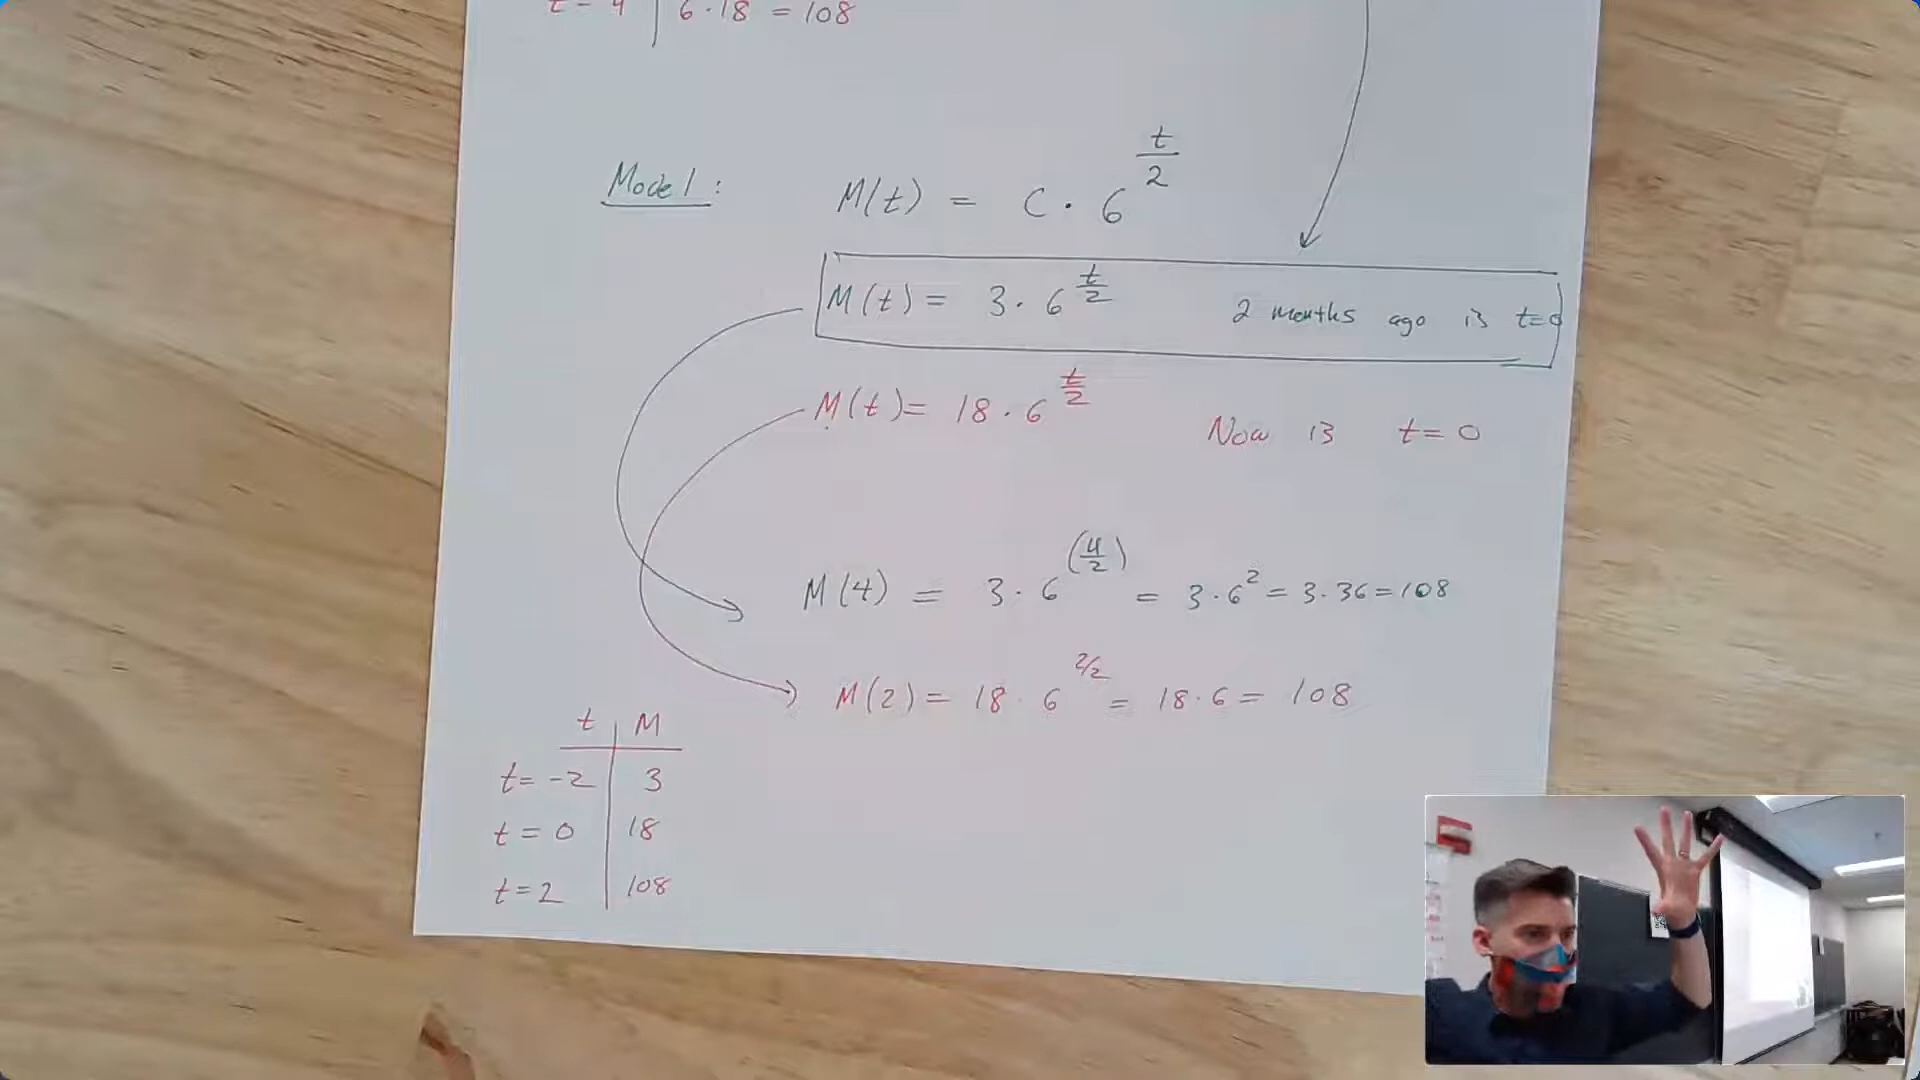 t = 4 | 6 · 18 = 108
Model: M(t) = C · 6^(t/2)
M(t) = 3 · 6^(t/2) 2 months ago is t=0
M(t) = 18 · 6^(t/2) Now is t = 0
M(4) = 3 · 6^(4/2) = 3 · 6^2 = 3 · 36 = 108
M(2) = 18 · 6^(2/2) = 18 · 6 = 108
t | M
t = -2 | 3
t = 0 | 18
t = 2 | 108